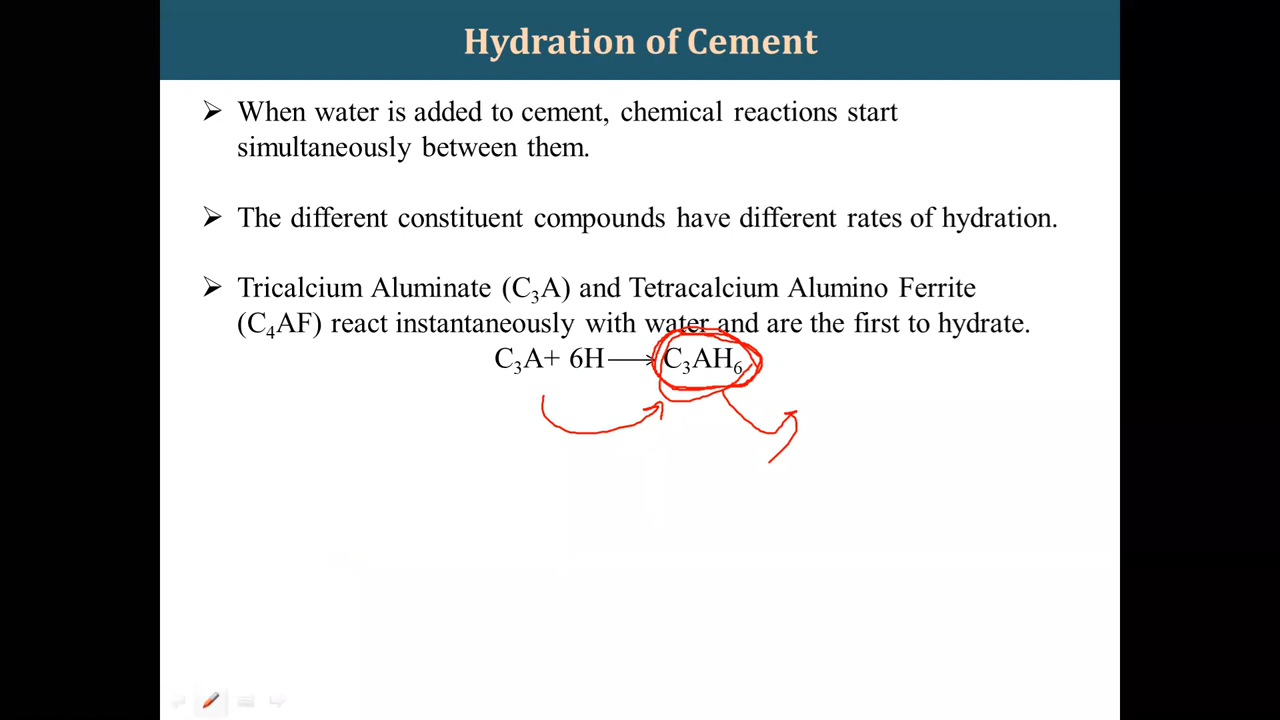 Hydration of Cement
➢ When water is added to cement, chemical reactions start
simultaneously between them.
➢ The different constituent compounds have different rates of hydration.
➢ Tricalcium Aluminate (C₃A) and Tetracalcium Alumino Ferrite
(C₄AF) react instantaneously with water and are the first to hydrate.
C₃A+ 6H ⟶ C₃AH₆